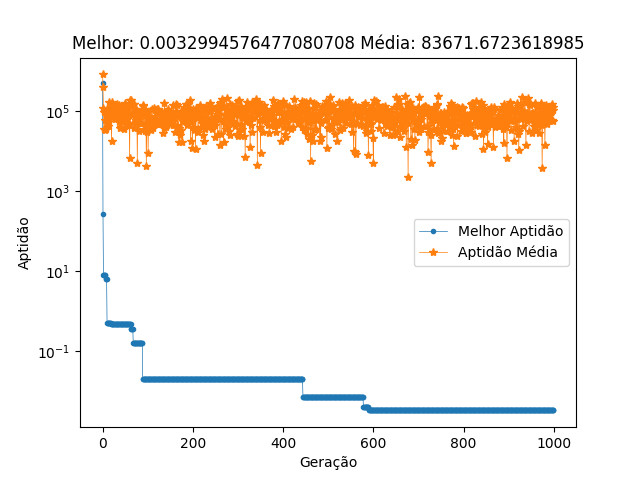 Melhor: 0.0032994576477080708 Média: 83671.6723618985
Aptidão
10^5
10^3
10^1
10^-1
Melhor Aptidão
Aptidão Média
0 200 400 600 800 1000
Geração